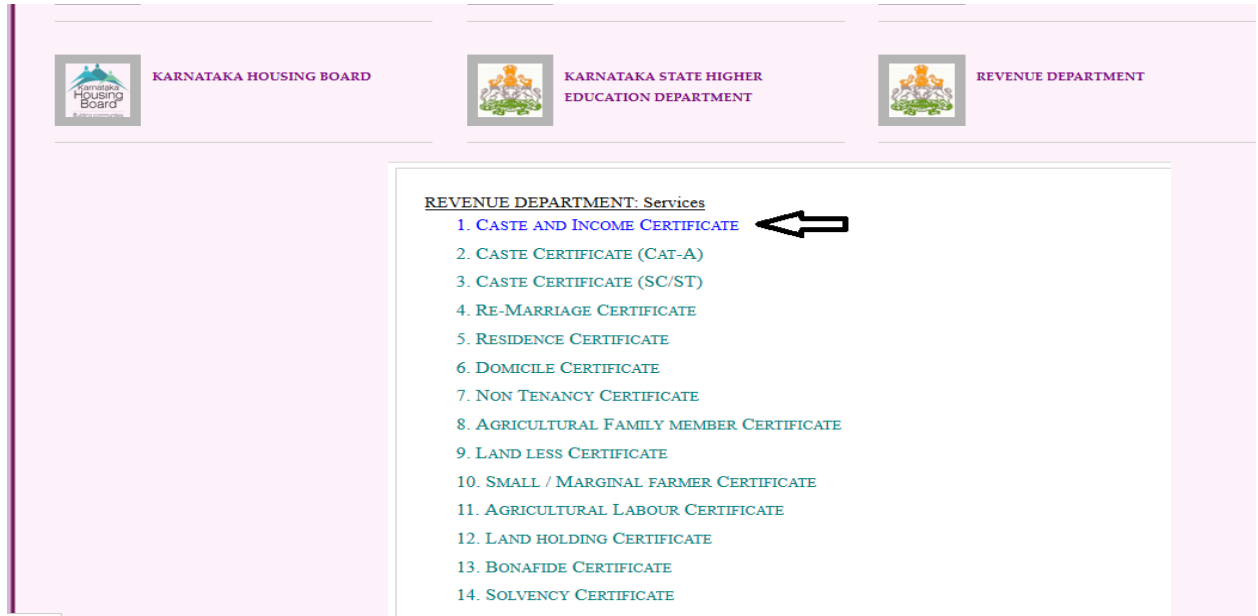 KARNATAKA HOUSING BOARD
Karnataka
Housing
Board
KARNATAKA STATE HIGHER
EDUCATION DEPARTMENT
REVENUE DEPARTMENT
REVENUE DEPARTMENT: Services
1. CASTE AND INCOME CERTIFICATE
2. CASTE CERTIFICATE (CAT-A)
3. CASTE CERTIFICATE (SC/ST)
4. RE-MARRIAGE CERTIFICATE
5. RESIDENCE CERTIFICATE
6. DOMICILE CERTIFICATE
7. NON TENANCY CERTIFICATE
8. AGRICULTURAL FAMILY MEMBER CERTIFICATE
9. LAND LESS CERTIFICATE
10. SMALL / MARGINAL FARMER CERTIFICATE
11. AGRICULTURAL LABOUR CERTIFICATE
12. LAND HOLDING CERTIFICATE
13. BONAFIDE CERTIFICATE
14. SOLVENCY CERTIFICATE